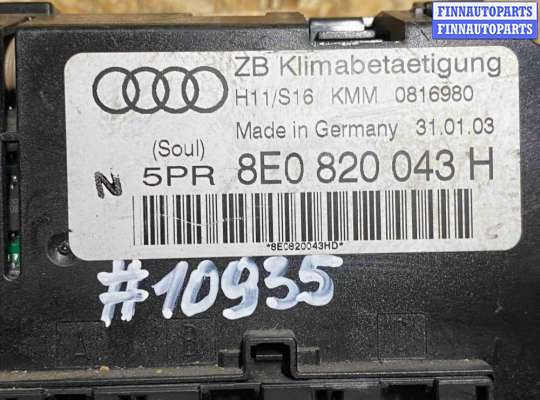 FINNAUTOPARTS
FINNAUTOPARTS
ZB Klimabetaetigung
H11/S16 KMM 0816980
Made in Germany 31.01.03
(Soul)
N 5PR 8E0 820 043 H
*8E0820043HD*
#10935
A B